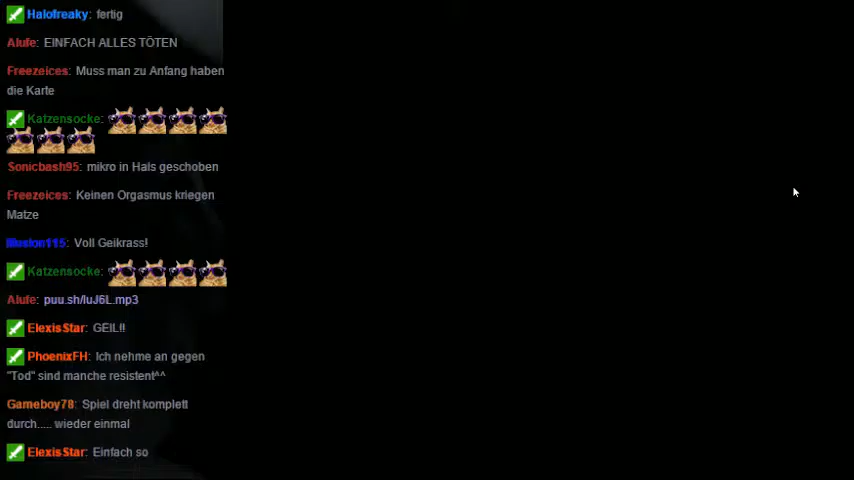 Halofreaky: fertig
Alufe: EINFACH ALLES TÖTEN
Freezeices: Muss man zu Anfang haben
die Karte
Katzensocke:
Sonicbash95: mikro in Hals geschoben
Freezeices: Keinen Orgasmus kriegen
Matze
Illusion115: Voll Geikrass!
Katzensocke:
Alufe: puu.sh/luJ6L.mp3
ElexisStar: GEIL!!
PhoenixFH: Ich nehme an gegen
"Tod" sind manche resistent^^
Gameboy78: Spiel dreht komplett
durch..... wieder einmal
ElexisStar: Einfach so